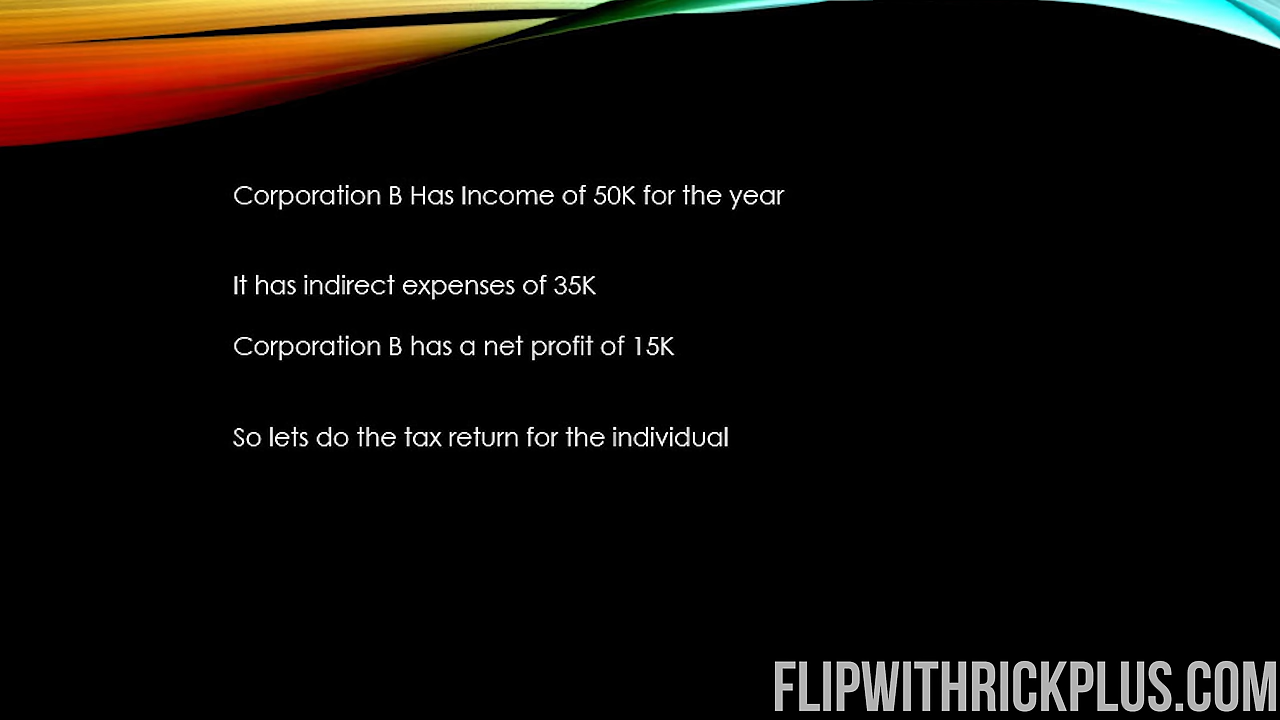 Corporation B Has Income of 50K for the year
It has indirect expenses of 35K
Corporation B has a net profit of 15K
So lets do the tax return for the individual
FLIPWITHRICKPLUS.COM